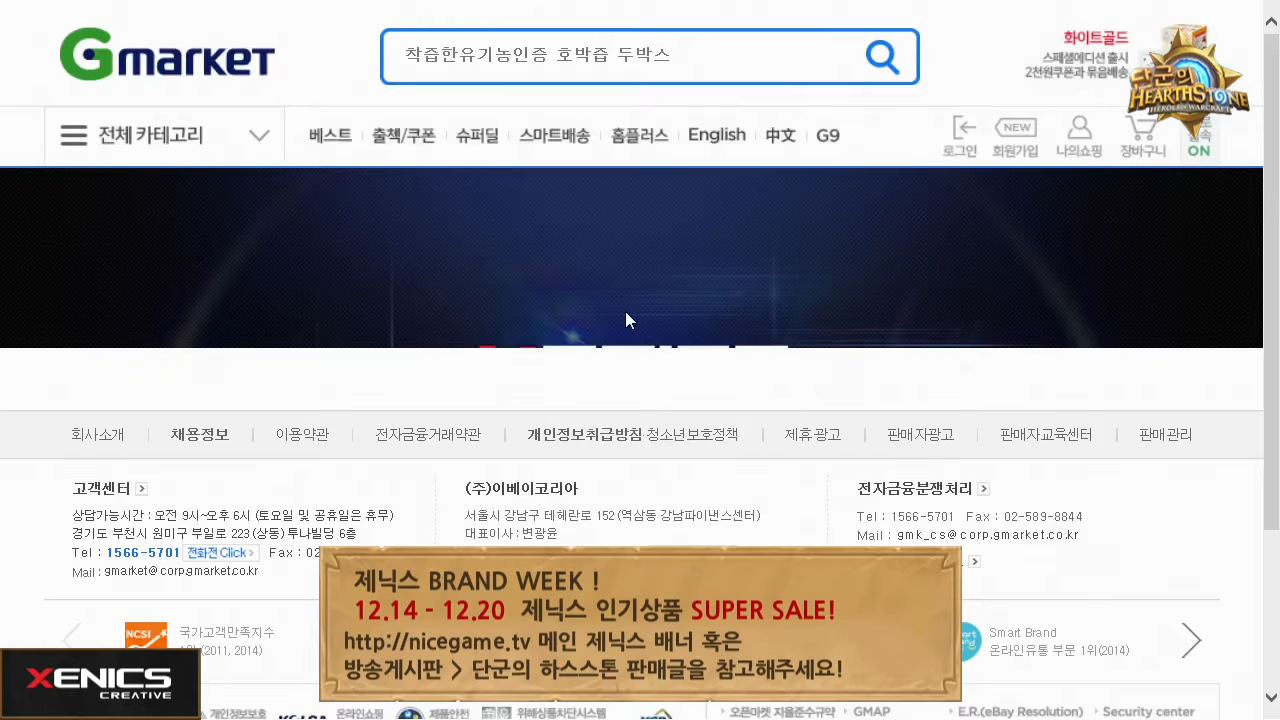 Gmarket
착즙한유기농인증 호박즙 두박스
화이트골드
스페셜에디션 출시
2천원쿠폰과 묶음배송
단군의
HEARTHSTONE
HEROES OF WARCRAFT
전체 카테고리
베스트 출첵/쿠폰 슈퍼딜 스마트배송 홈플러스 English 中文 G9
로그인 NEW 회원가입 나의쇼핑 장바구니 ON
회사소개 채용정보 이용약관 전자금융거래약관 개인정보취급방침 청소년보호정책 제휴 광고 판매자광고 판매자교육센터 판매관리
고객센터 (주)이베이코리아 전자금융분쟁처리
상담가능시간 : 오전 9시~오후 6시 (토요일 및 공휴일은 휴무) 서울시 강남구 테헤란로 152 (역삼동 강남파이낸스센터) Tel : 1566-5701 Fax : 02-589-8844
경기도 부천시 원미구 부일로 223 (상동) 투나빌딩 6층 대표이사 : 변광윤 Mail : gmk_cs@corp.gmarket.co.kr
Tel : 1566-5701 전화전 Click > Fax : 02
Mail : gmarket@corp.gmarket.co.kr
제닉스 BRAND WEEK !
12.14 - 12.20 제닉스 인기상품 SUPER SALE!
http://nicegame.tv 메인 제닉스 배너 혹은
방송게시판 > 단군의 하스스톤 판매글을 참고해주세요!
NCSI 국가고객만족지수
(2011, 2014)
Smart Brand
온라인유통 부문 1위(2014)
XENICS
CREATIVE
개인정보보호 온라인쇼핑 제품안전 위해상품차단시스템 오픈마켓 자율준수규약 GMAP E.R.(eBay Resolution) Security center